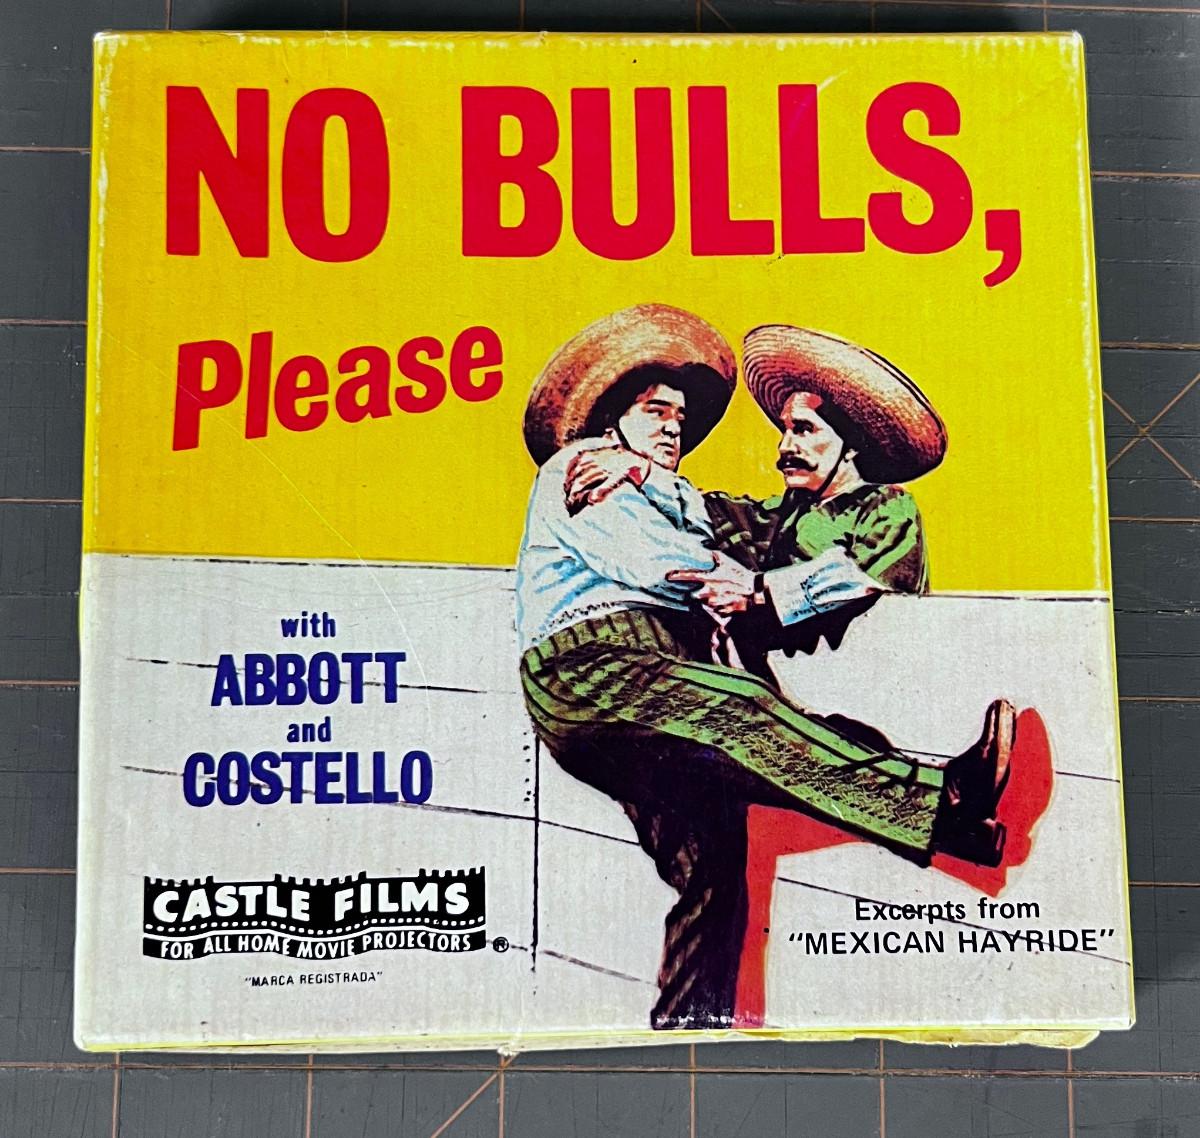 NO BULLS,
Please
with
ABBOTT
and
COSTELLO
CASTLE FILMS
FOR ALL HOME MOVIE PROJECTORS ®
"MARCA REGISTRADA"
Excerpts from
"MEXICAN HAYRIDE"